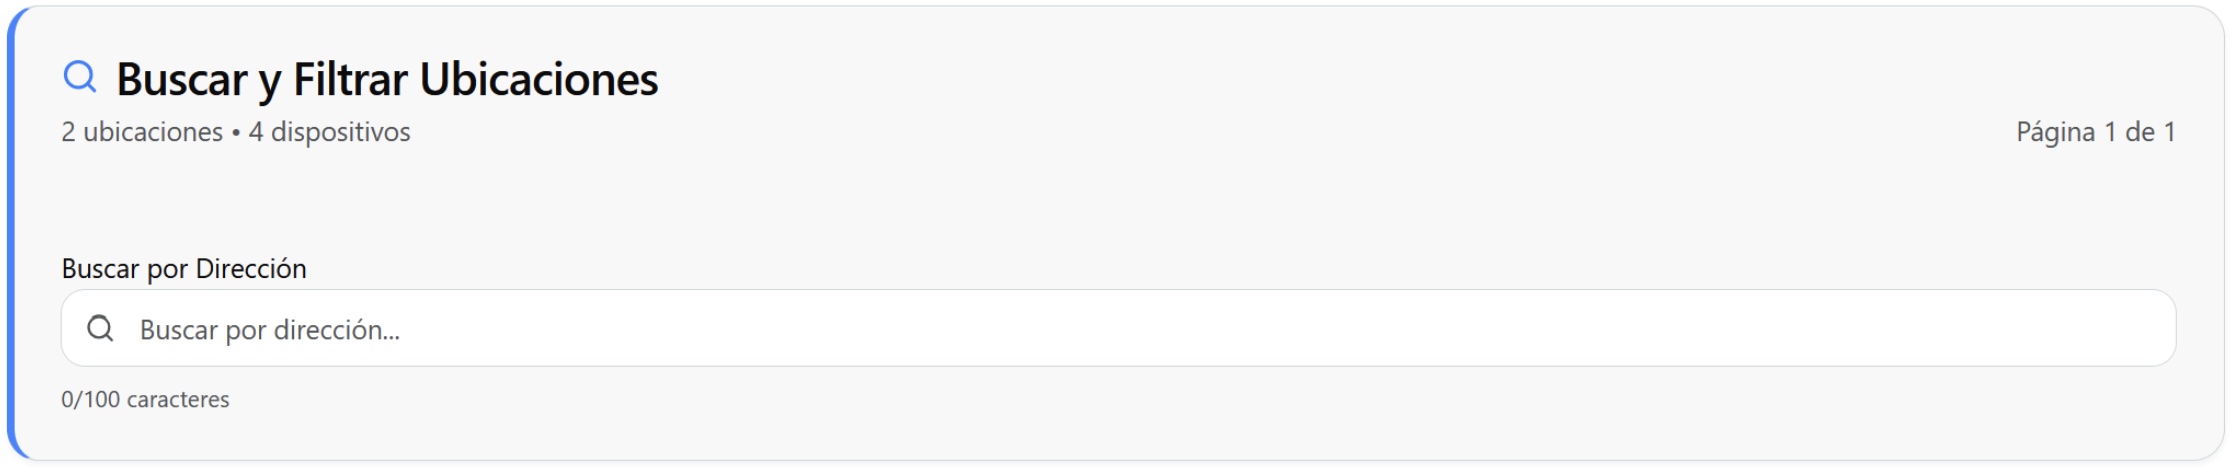 Buscar y Filtrar Ubicaciones
2 ubicaciones • 4 dispositivos
Página 1 de 1
Buscar por Dirección
Buscar por dirección...
0/100 caracteres